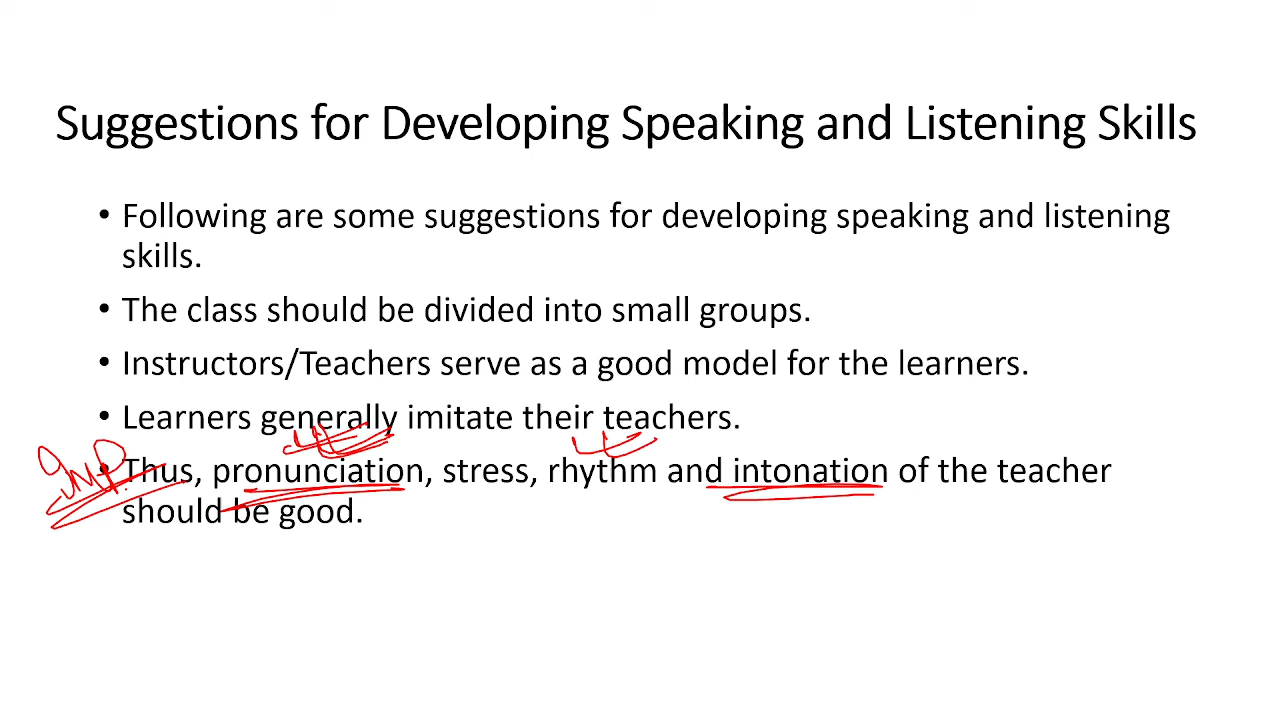 Suggestions for Developing Speaking and Listening Skills
• Following are some suggestions for developing speaking and listening
skills.
• The class should be divided into small groups.
• Instructors/Teachers serve as a good model for the learners.
• Learners generally imitate their teachers.
Imp.
• Thus, pronunciation, stress, rhythm and intonation of the teacher
should be good.